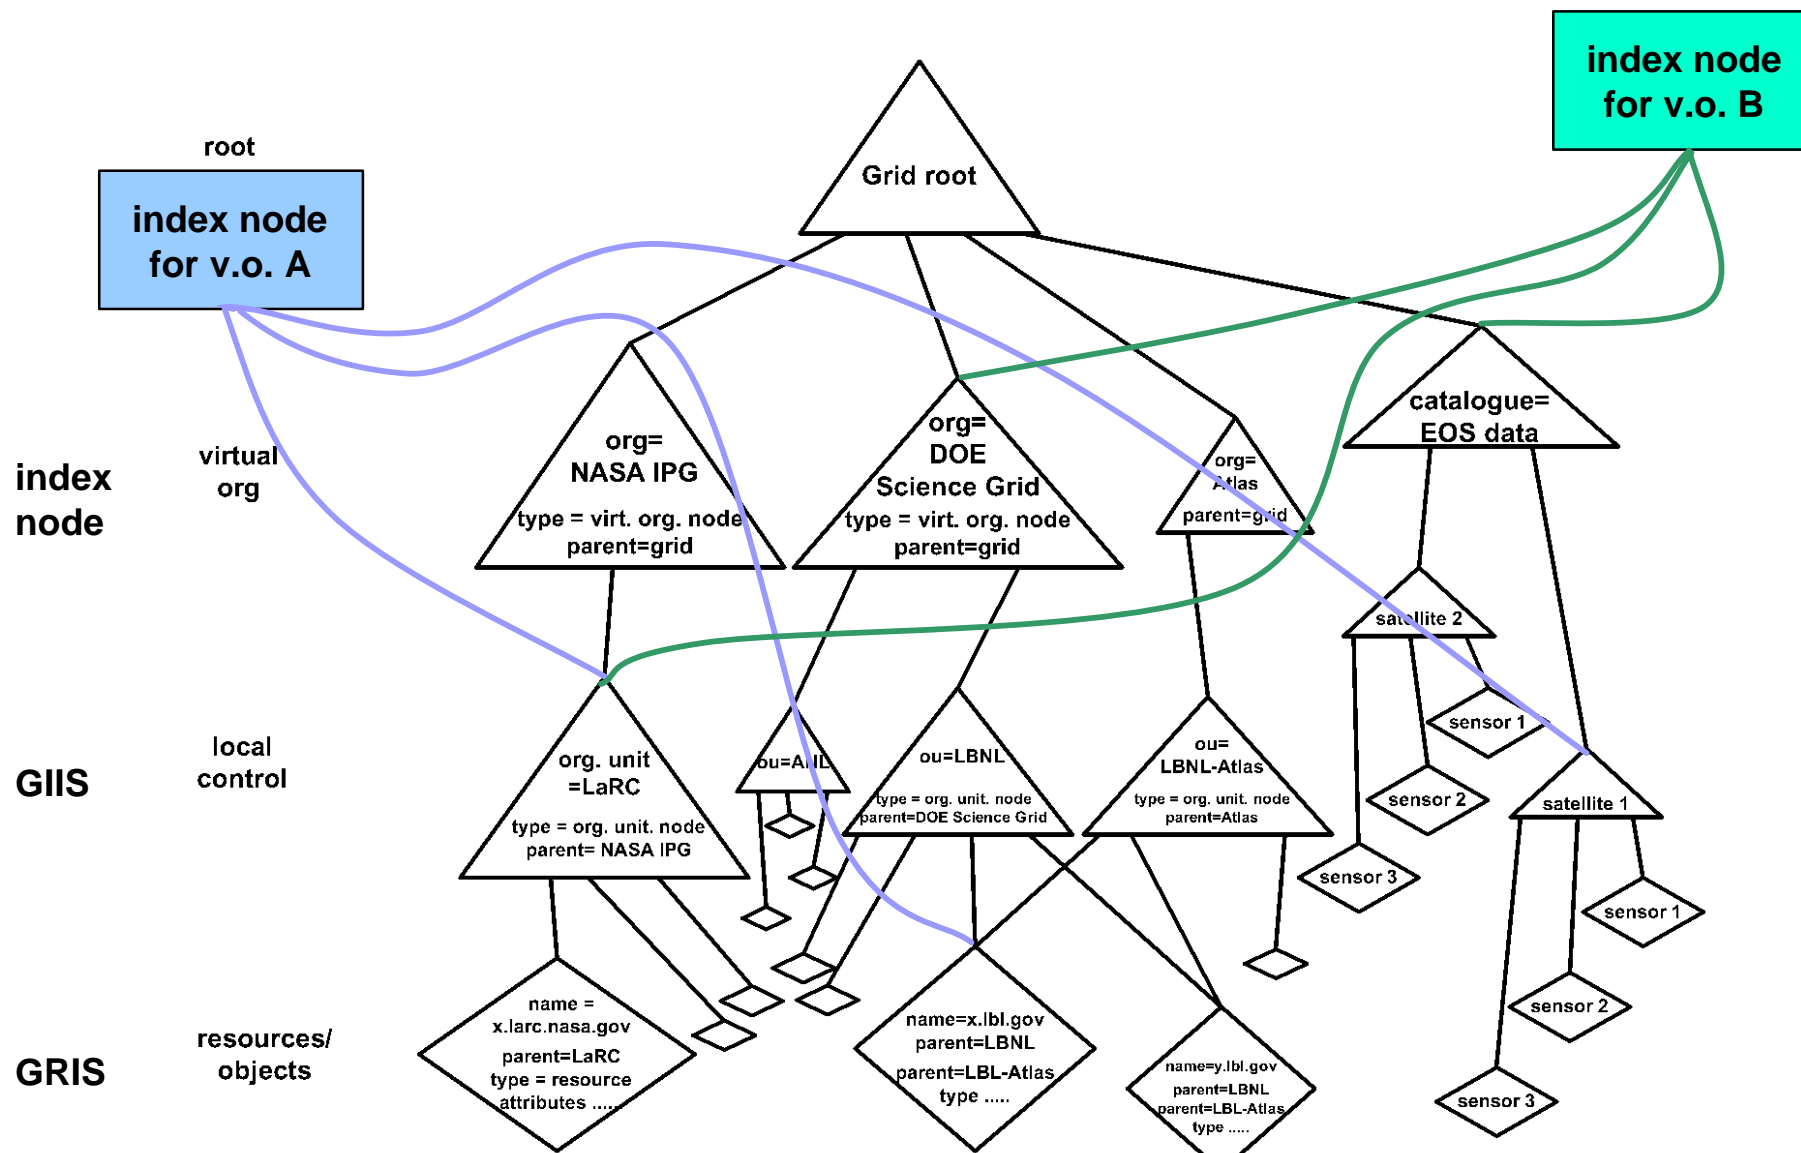 index node
for v.o. B
root
index node
for v.o. A
Grid root
index
node
virtual
org
org=
NASA IPG
type = virt. org. node
parent=grid
org=
DOE
Science Grid
type = virt. org. node
parent=grid
org=
Atlas
parent=grid
catalogue=
EOS data
satellite 2
sensor 1
sensor 2
sensor 3
GIIS
local
control
org. unit
=LaRC
type = org. unit. node
parent= NASA IPG
ou=ANL
ou=LBNL
type = org. unit. node
parent=DOE Science Grid
ou=
LBNL-Atlas
type = org. unit. node
parent=Atlas
satellite 1
sensor 1
sensor 2
sensor 3
GRIS
resources/
objects
name =
x.larc.nasa.gov
parent=LaRC
type = resource
attributes .....
name=x.lbl.gov
parent=LBNL
parent=LBL-Atlas
type .....
name=y.lbl.gov
parent=LBNL
parent=LBL-Atlas
type .....